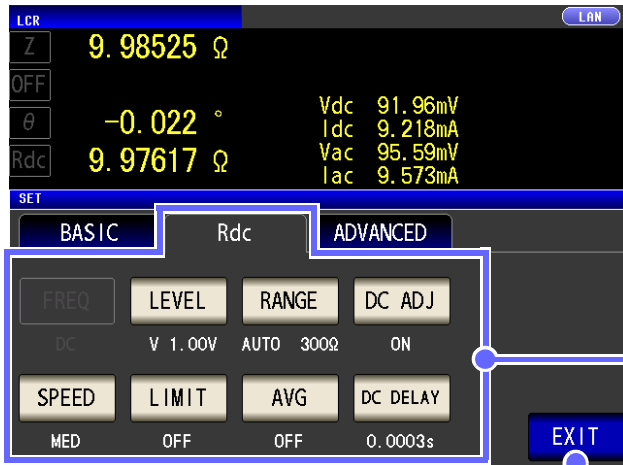 LCR LAN
Z 9.98525 Ω
OFF
θ -0.022 °
Rdc 9.97617 Ω
Vdc 91.96mV
Idc 9.218mA
Vac 95.59mV
Iac 9.573mA
SET
BASIC Rdc ADVANCED
FREQ LEVEL RANGE DC ADJ
DC V 1.00V AUTO 300Ω ON
SPEED LIMIT AVG DC DELAY
MED OFF OFF 0.0003s
EXIT